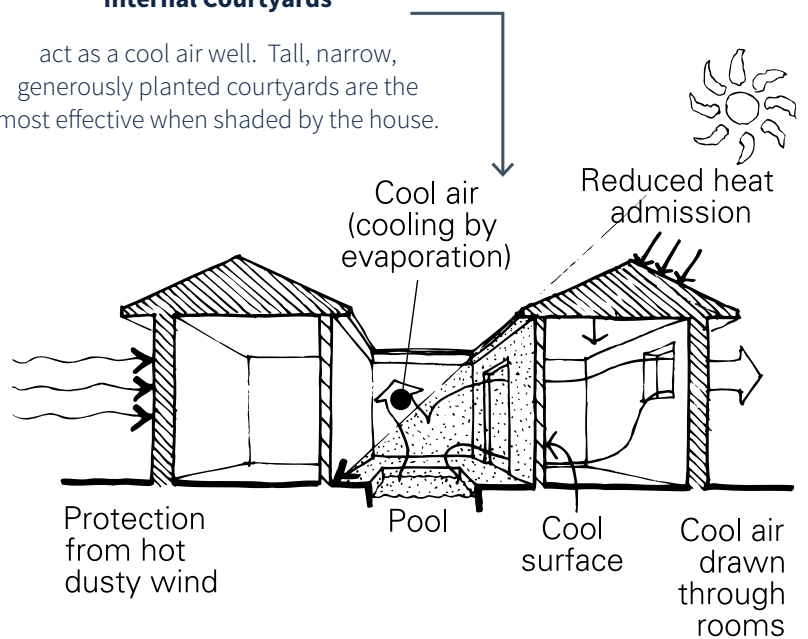 Internal Courtyards
act as a cool air well. Tall, narrow,
generously planted courtyards are the
most effective when shaded by the house.
Cool air
(cooling by
evaporation)
Reduced heat
admission
Protection
from hot
dusty wind
Pool
Cool
surface
Cool air
drawn
through
rooms